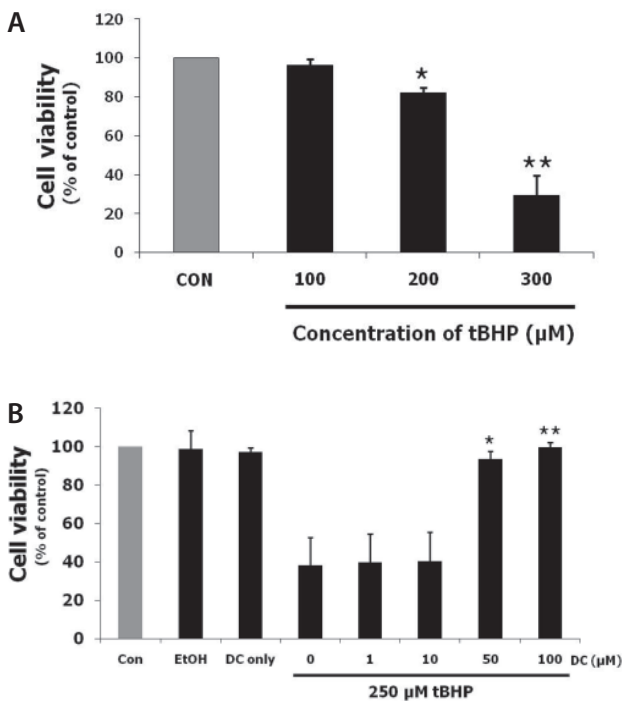 A
Cell viability
(% of control)
120
100
80
60
40
20
0
*
**
CON
100
200
300
Concentration of tBHP (µM)
B
Cell viability
(% of control)
120
100
80
60
40
20
0
*
**
Con
EtOH
DC only
0
1
10
50
100
DC (µM)
250 µM tBHP